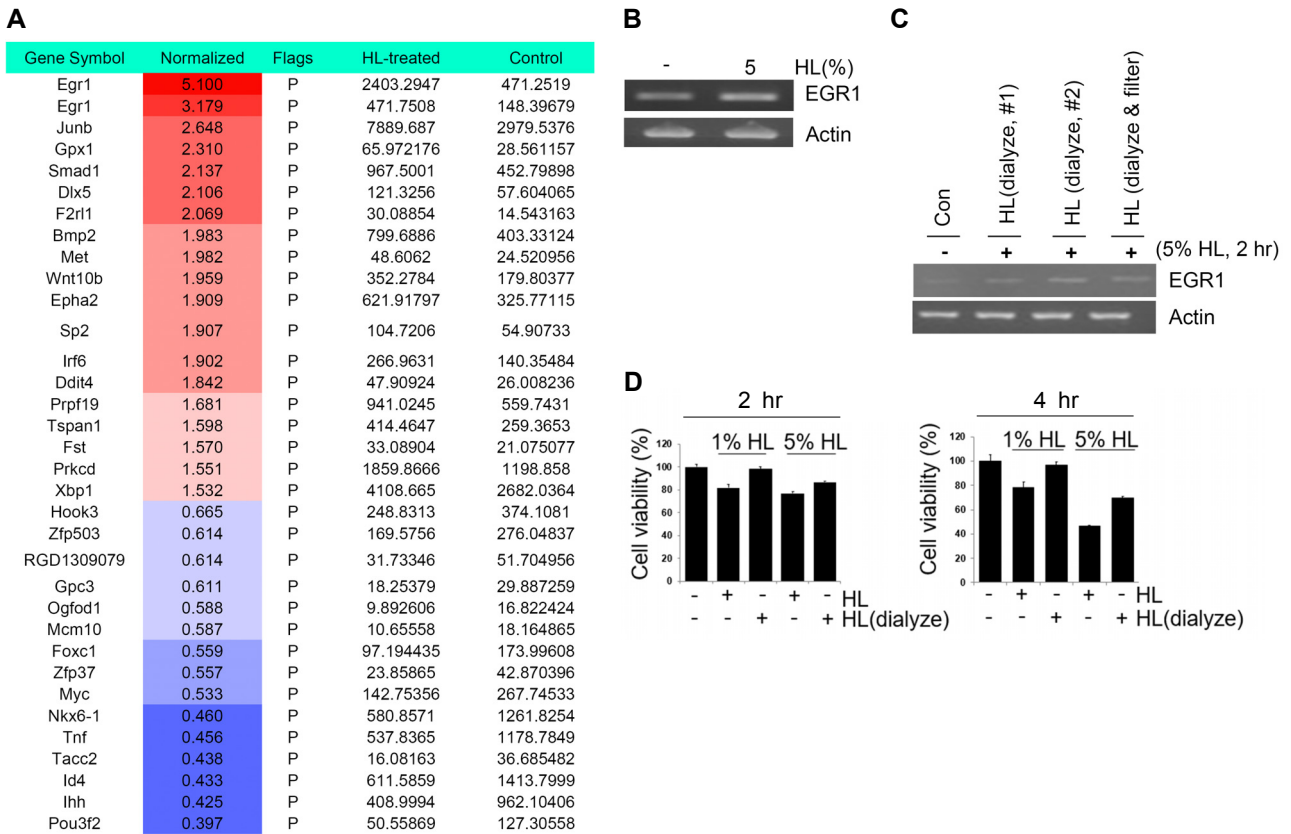 A
Gene Symbol Normalized Flags HL-treated Control
Egr1 5.100 P 2403.2947 471.2519
Egr1 3.179 P 471.7508 148.39679
Junb 2.648 P 7889.687 2979.5376
Gpx1 2.310 P 65.972176 28.561157
Smad1 2.137 P 967.5001 452.79898
Dlx5 2.106 P 121.3256 57.604065
F2rl1 2.069 P 30.08854 14.543163
Bmp2 1.983 P 799.6886 403.33124
Met 1.982 P 48.6062 24.520956
Wnt10b 1.959 P 352.2784 179.80377
Epha2 1.909 P 621.91797 325.77115
Sp2 1.907 P 104.7206 54.90733
Irf6 1.902 P 266.9631 140.35484
Ddit4 1.842 P 47.90924 26.008236
Prpf19 1.681 P 941.0245 559.7431
Tspan1 1.598 P 414.4647 259.3653
Fst 1.570 P 33.08904 21.075077
Prkcd 1.551 P 1859.8666 1198.858
Xbp1 1.532 P 4108.665 2682.0364
Hook3 0.665 P 248.8313 374.1081
Zfp503 0.614 P 169.5756 276.04837
RGD1309079 0.614 P 31.73346 51.704956
Gpc3 0.611 P 18.25379 29.887259
Ogfod1 0.588 P 9.892606 16.822424
Mcm10 0.587 P 10.65558 18.164865
Foxc1 0.559 P 97.194435 173.99608
Zfp37 0.557 P 23.85865 42.870396
Myc 0.533 P 142.75356 267.74533
Nkx6-1 0.460 P 580.8571 1261.8254
Tnf 0.456 P 537.8365 1178.7849
Tacc2 0.438 P 16.08163 36.685482
Id4 0.433 P 611.5859 1413.7999
Ihh 0.425 P 408.9994 962.10406
Pou3f2 0.397 P 50.55869 127.30558
B
- 5 HL(%)
EGR1
Actin
C
Con
HL(dialyze, #1)
HL (dialyze, #2)
HL (dialyze & filter)
- + + + (5% HL, 2 hr)
EGR1
Actin
D
2 hr
1% HL 5% HL
Cell viability (%)
120
100
80
60
40
20
0
- + - + - HL
- - + - + HL(dialyze)
4 hr
1% HL 5% HL
Cell viability (%)
120
100
80
60
40
20
0
- + - + - HL
- - + - + HL(dialyze)